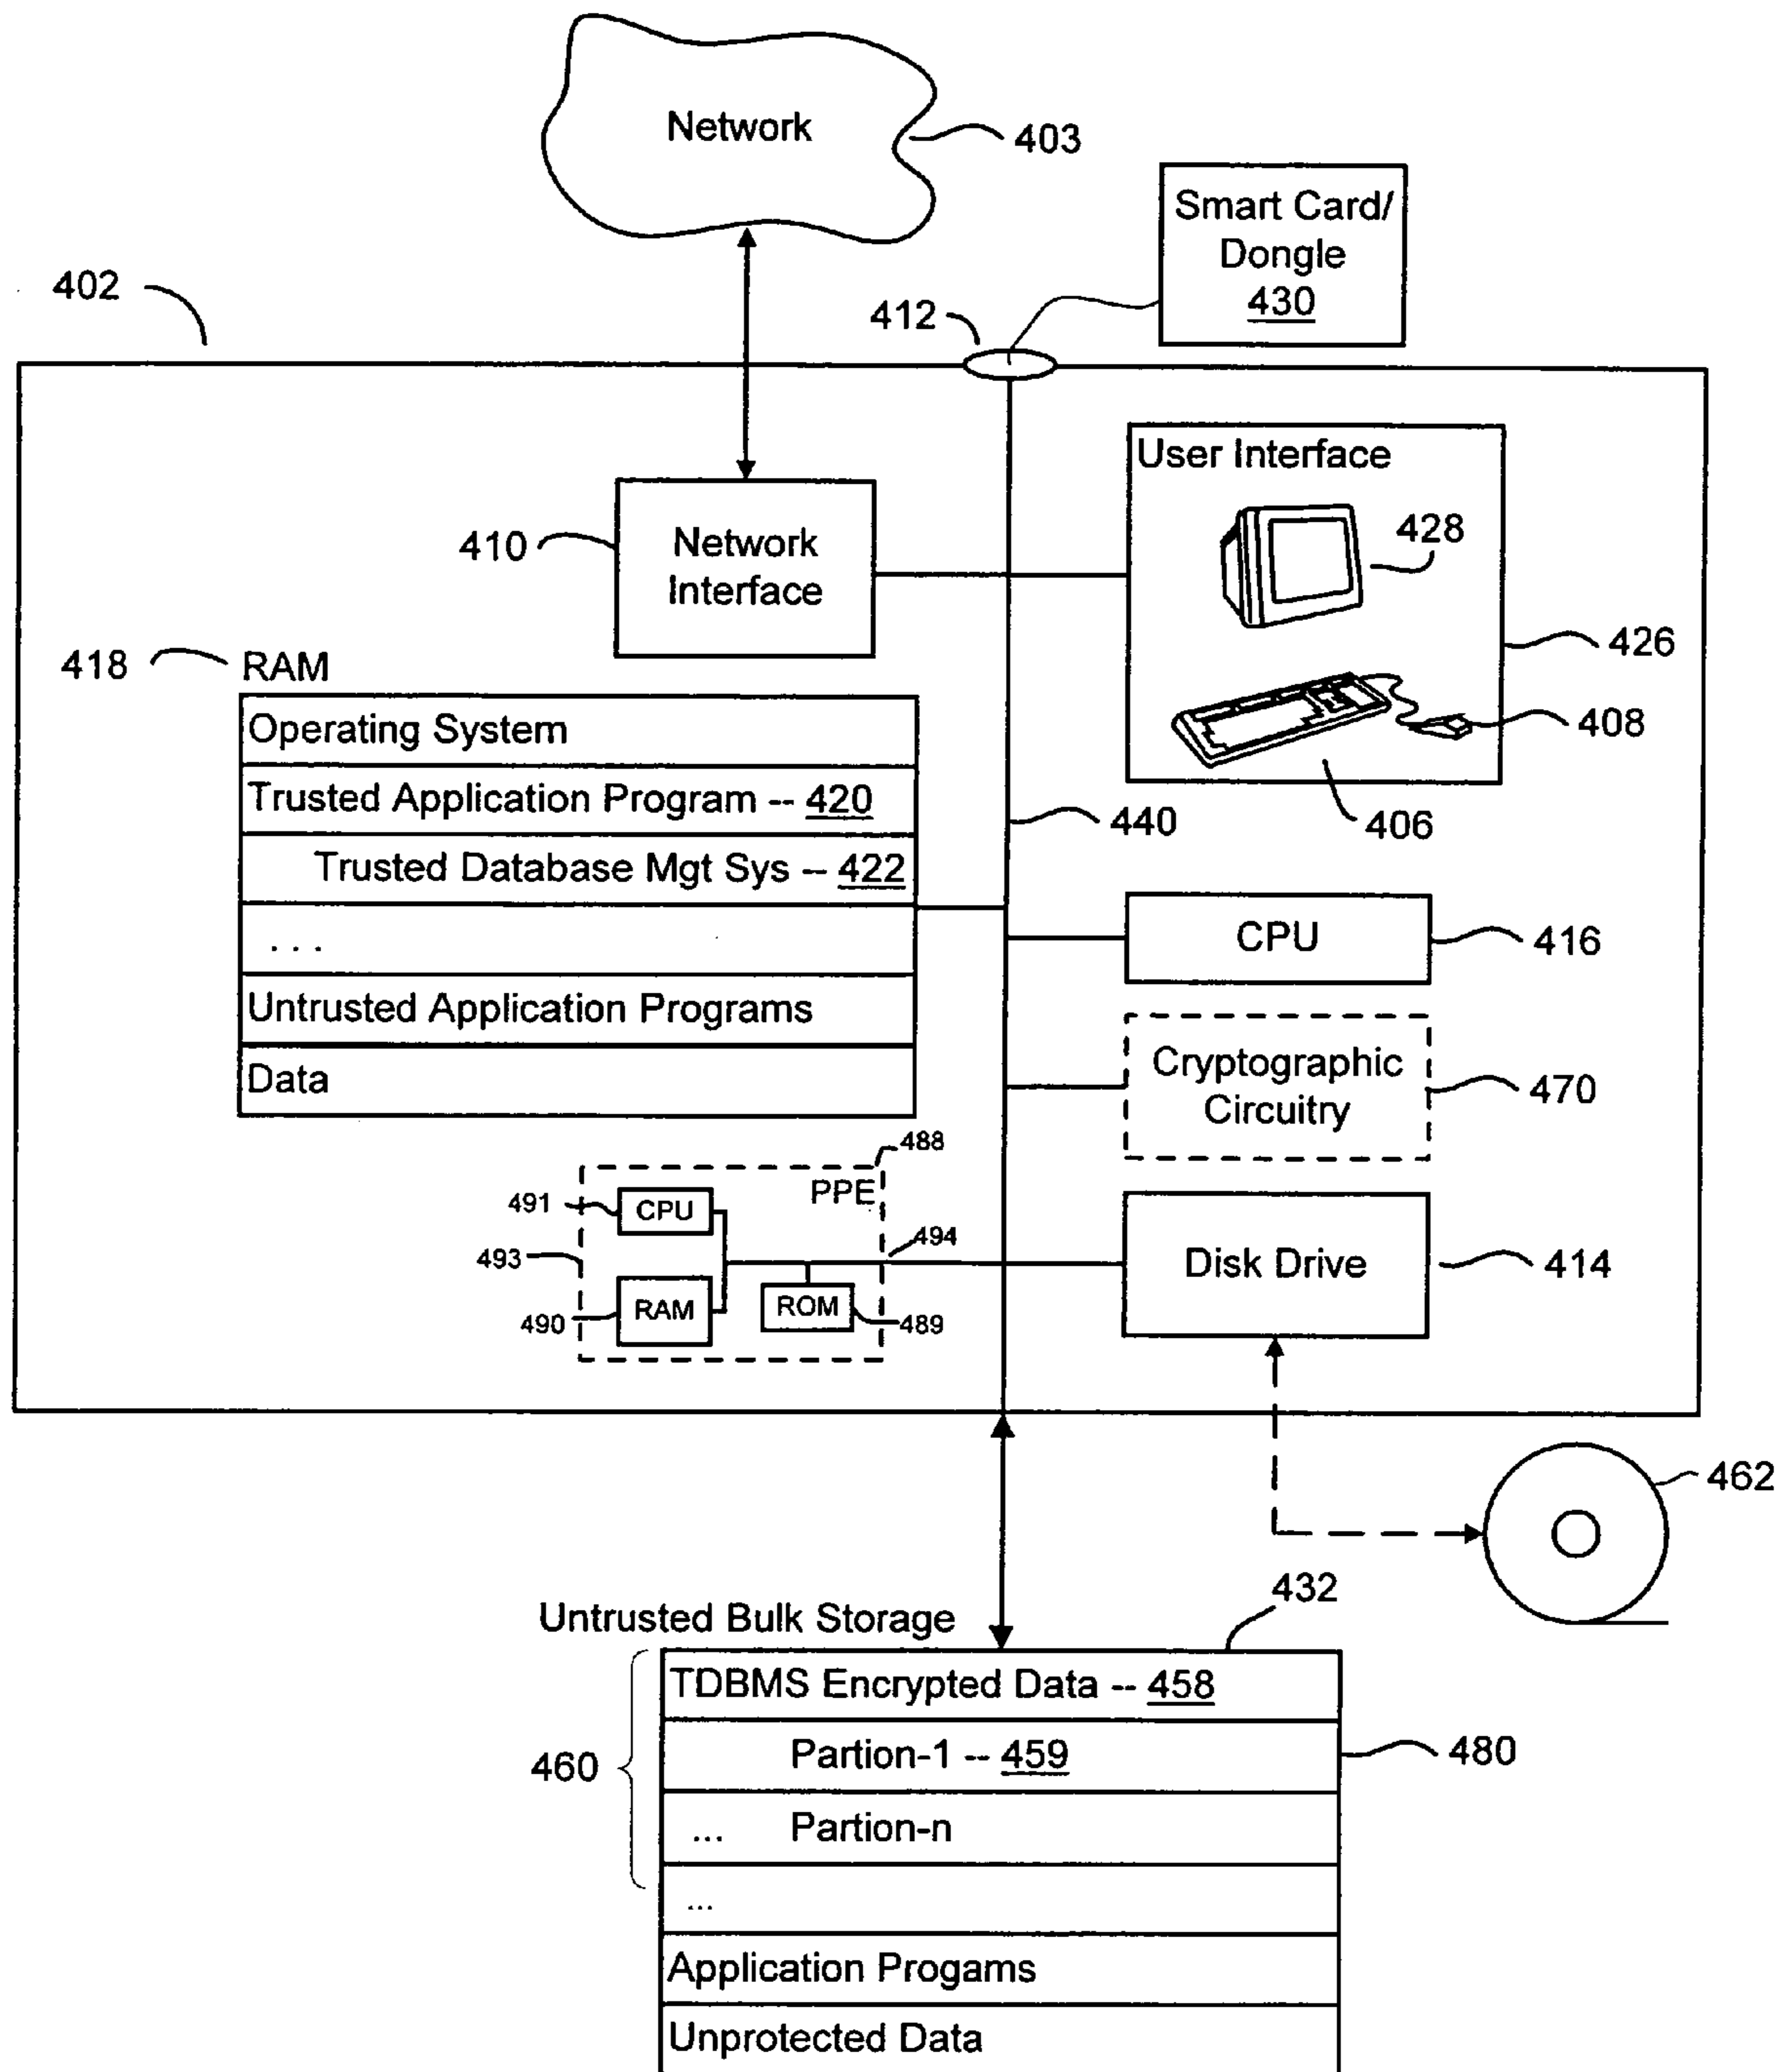 Network
403
Smart Card/
Dongle
430
402
412
User Interface
428
410
Network
Interface
426
418
RAM
408
Operating System
Trusted Application Program -- 420
440
406
Trusted Database Mgt Sys -- 422
. . .
CPU
416
Untrusted Application Programs
Cryptographic
Circuitry
470
Data
488
PPE
491
CPU
493
494
Disk Drive
414
490
RAM
ROM
489
462
432
Untrusted Bulk Storage
TDBMS Encrypted Data -- 458
460
Partion-1 -- 459
480
... Partion-n
...
Application Progams
Unprotected Data